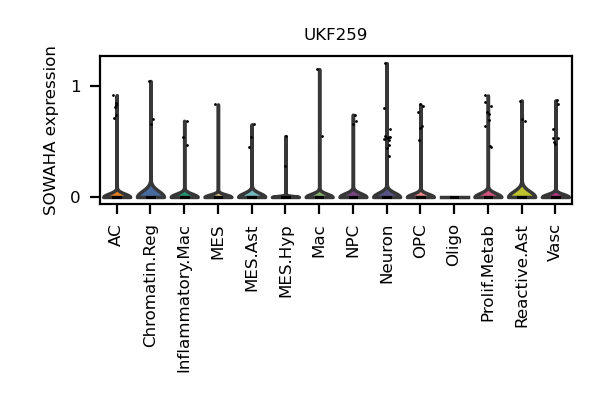 UKF259
SOWAHA expression
1
0
AC
Chromatin.Reg
Inflammatory.Mac
MES
MES.Ast
MES.Hyp
Mac
NPC
Neuron
OPC
Oligo
Prolif.Metab
Reactive.Ast
Vasc